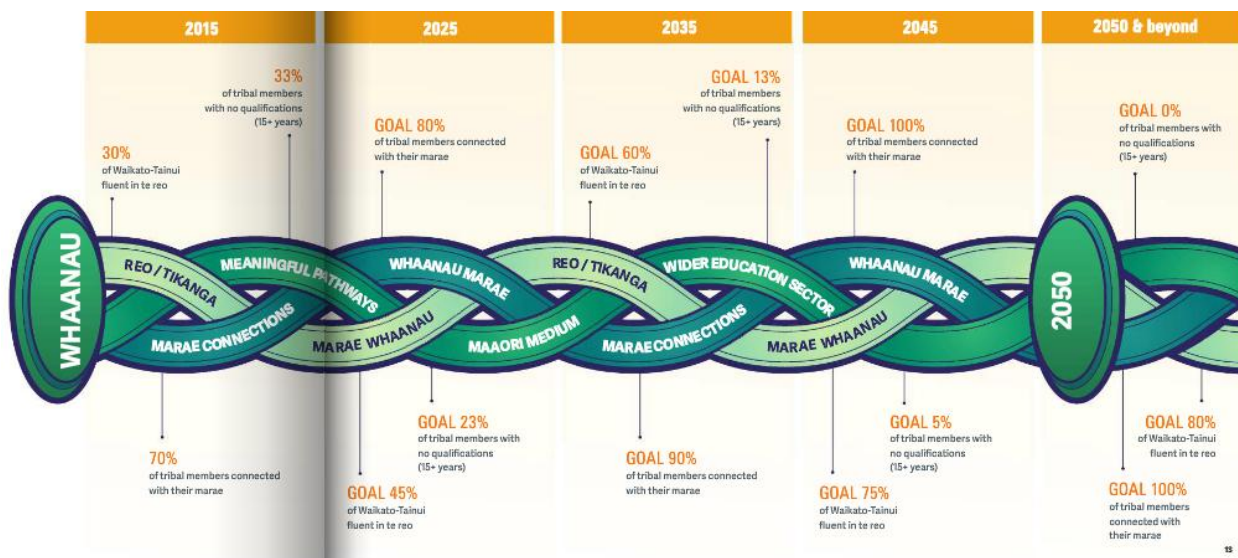 2015
2025
2035
2045
2050 & beyond
33%
of tribal members
with no qualifications
(15+ years)
30%
of Waikato-Tainui
fluent in te reo
GOAL 80%
of tribal members connected
with their marae
GOAL 60%
of Waikato-Tainui
fluent in te reo
GOAL 13%
of tribal members
with no qualifications
(15+ years)
GOAL 100%
of tribal members connected
with their marae
GOAL 0%
of tribal members with
no qualifications
(15+ years)
WHAANAU
REO / TIKANGA
MEANINGFUL PATHWAYS
WHAANAU MARAE
REO / TIKANGA
WIDER EDUCATION SECTOR
WHAANAU MARAE
2050
MARAE CONNECTIONS
MARAE WHAANAU
MAAORI MEDIUM
MARAE CONNECTIONS
MARAE WHAANAU
70%
of tribal members connected
with their marae
GOAL 45%
of Waikato-Tainui
fluent in te reo
GOAL 23%
of tribal members with
no qualifications
(15+ years)
GOAL 90%
of tribal members connected
with their marae
GOAL 75%
of Waikato-Tainui
fluent in te reo
GOAL 5%
of tribal members with
no qualifications
(15+ years)
GOAL 100%
of tribal members
connected with
their marae
GOAL 80%
of Waikato-Tainui
fluent in te reo